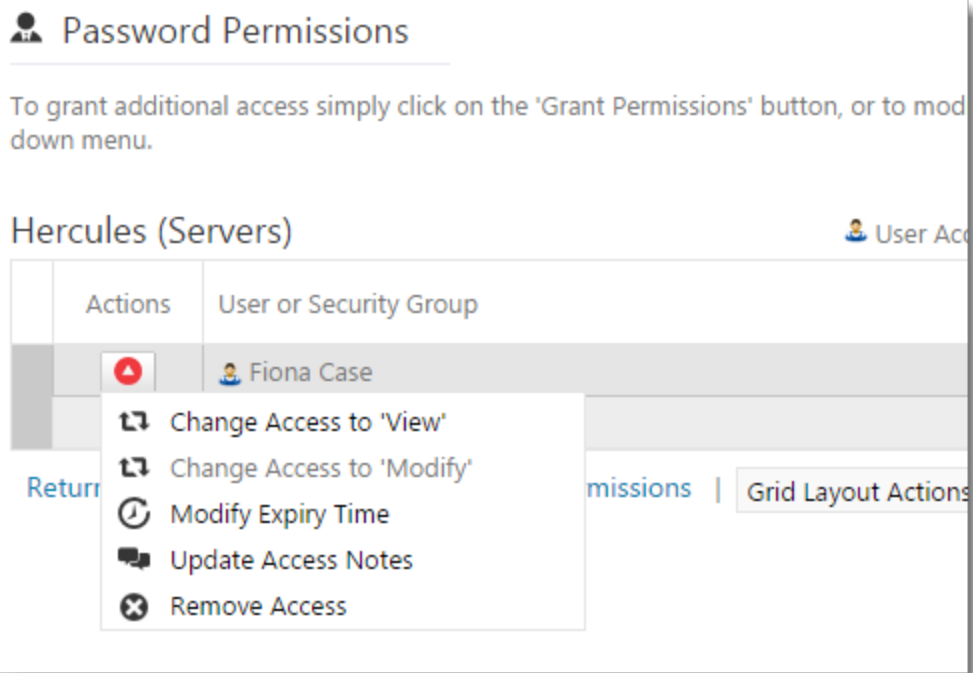 Password Permissions
To grant additional access simply click on the 'Grant Permissions' button, or to mod
down menu.
Hercules (Servers)
User Acc
Actions
User or Security Group
Fiona Case
Change Access to 'View'
Change Access to 'Modify'
Return
missions | Grid Layout Actions
Modify Expiry Time
Update Access Notes
Remove Access